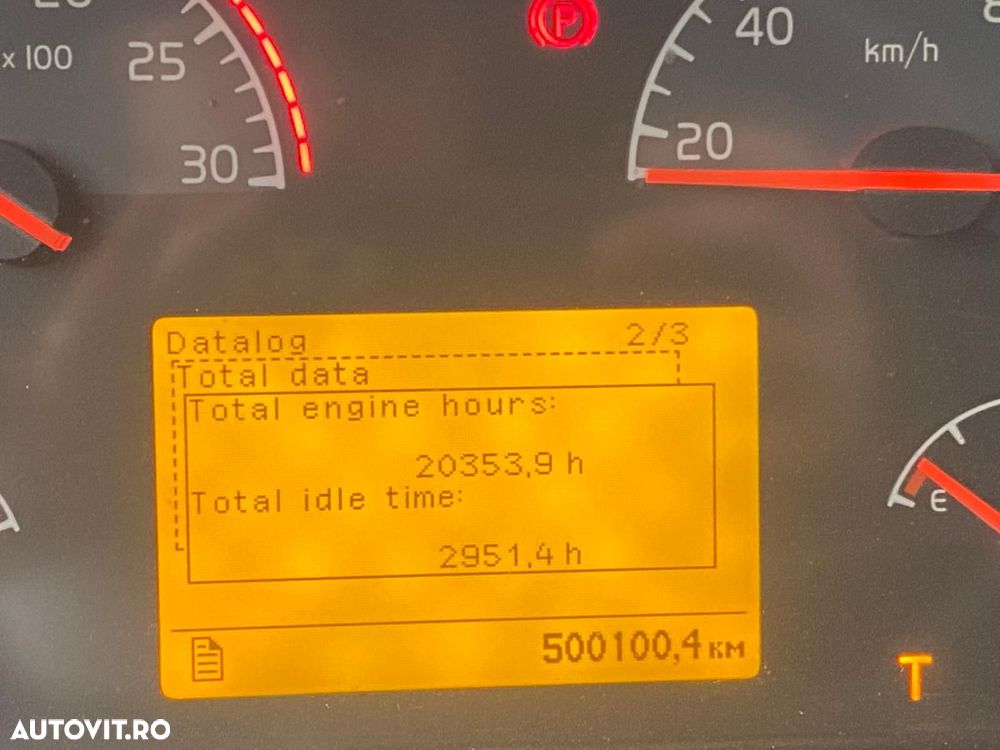 x 100
25
30
P
40
km/h
20
Datalog 2/3
Total data
Total engine hours:
20353,9 h
Total idle time:
2951,4 h
500100,4 км
E
T
AUTOVIT.RO